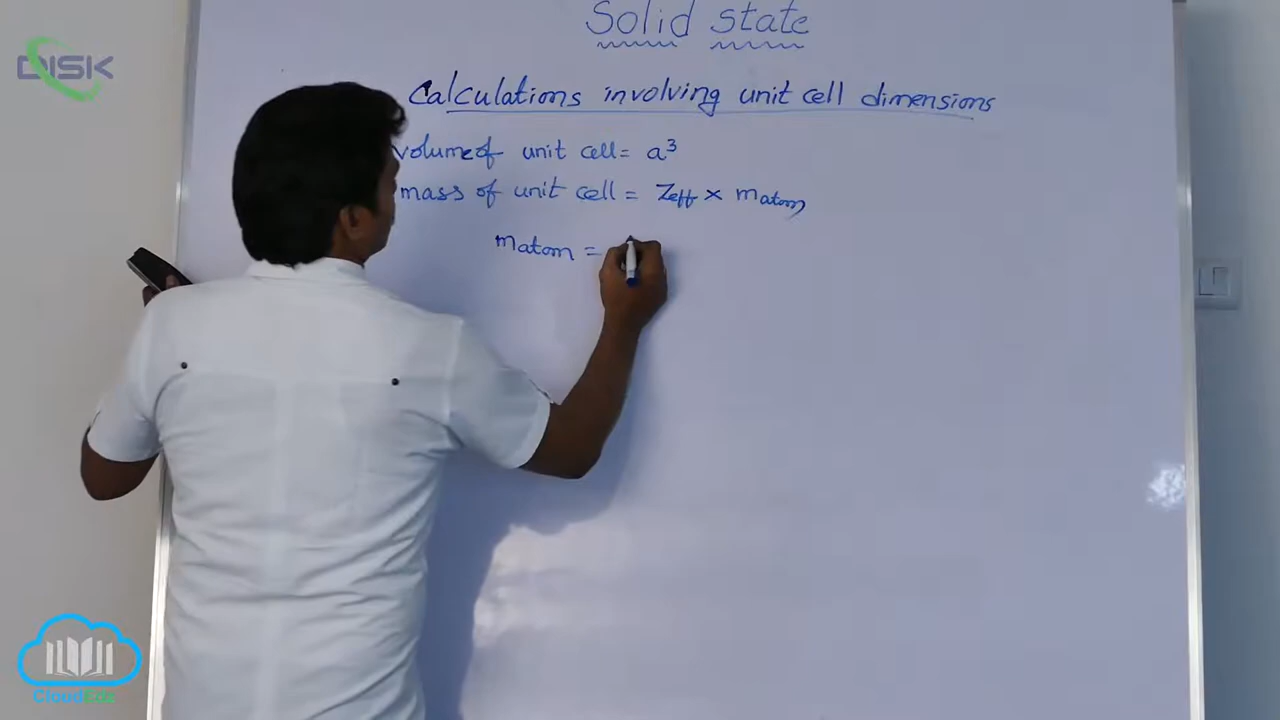 Solid state
DISK
Calculations involving unit cell dimensions
volume of unit cell = a³
mass of unit cell = Zeff × matom
matom =
CloudEdz